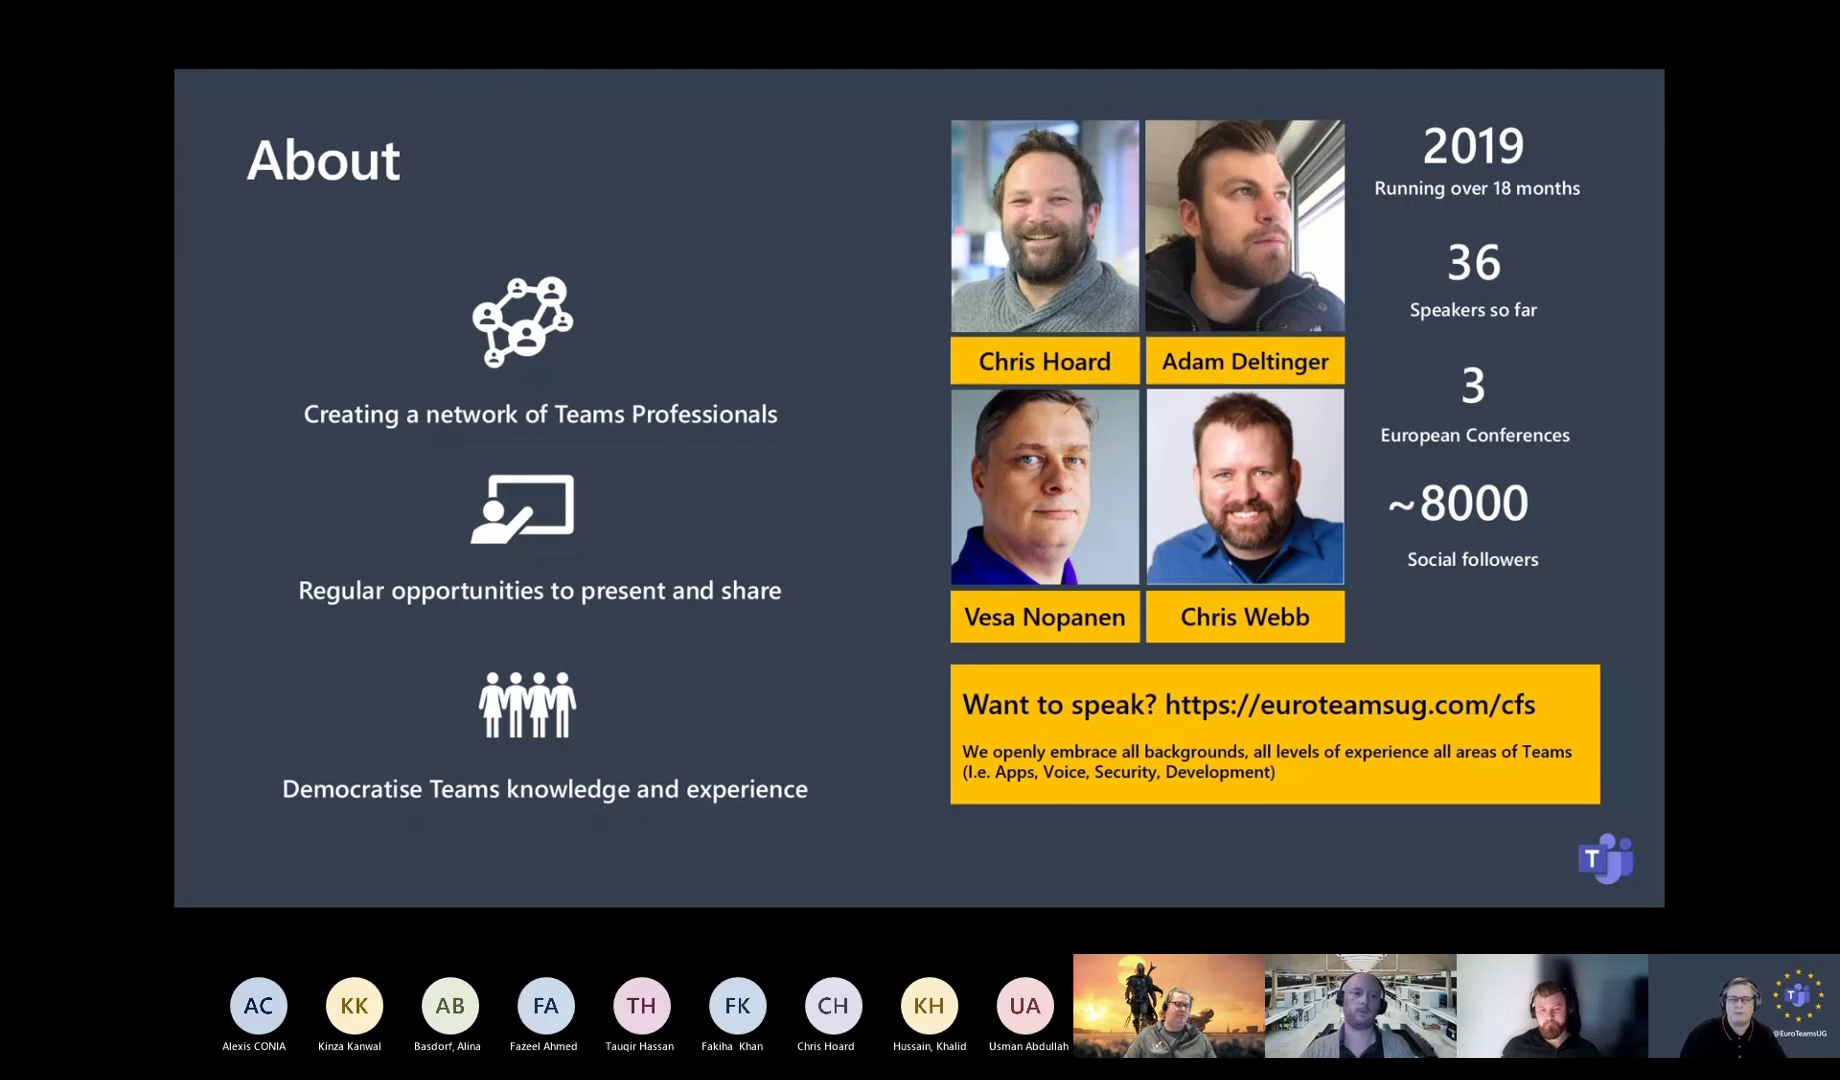 About
Creating a network of Teams Professionals
Regular opportunities to present and share
Democratise Teams knowledge and experience
Chris Hoard
Adam Deltinger
Vesa Nopanen
Chris Webb
2019
Running over 18 months
36
Speakers so far
3
European Conferences
~8000
Social followers
Want to speak? https://euroteamsug.com/cfs
We openly embrace all backgrounds, all levels of experience all areas of Teams
(I.e. Apps, Voice, Security, Development)
T
AC
KK
AB
FA
TH
FK
CH
KH
UA
Alexis CONIA
Kinza Kanwal
Basdorf, Alina
Fazeel Ahmed
Tauqir Hassan
Fakiha Khan
Chris Hoard
Hussain, Khalid
Usman Abdullah
@EuroTeamsUG